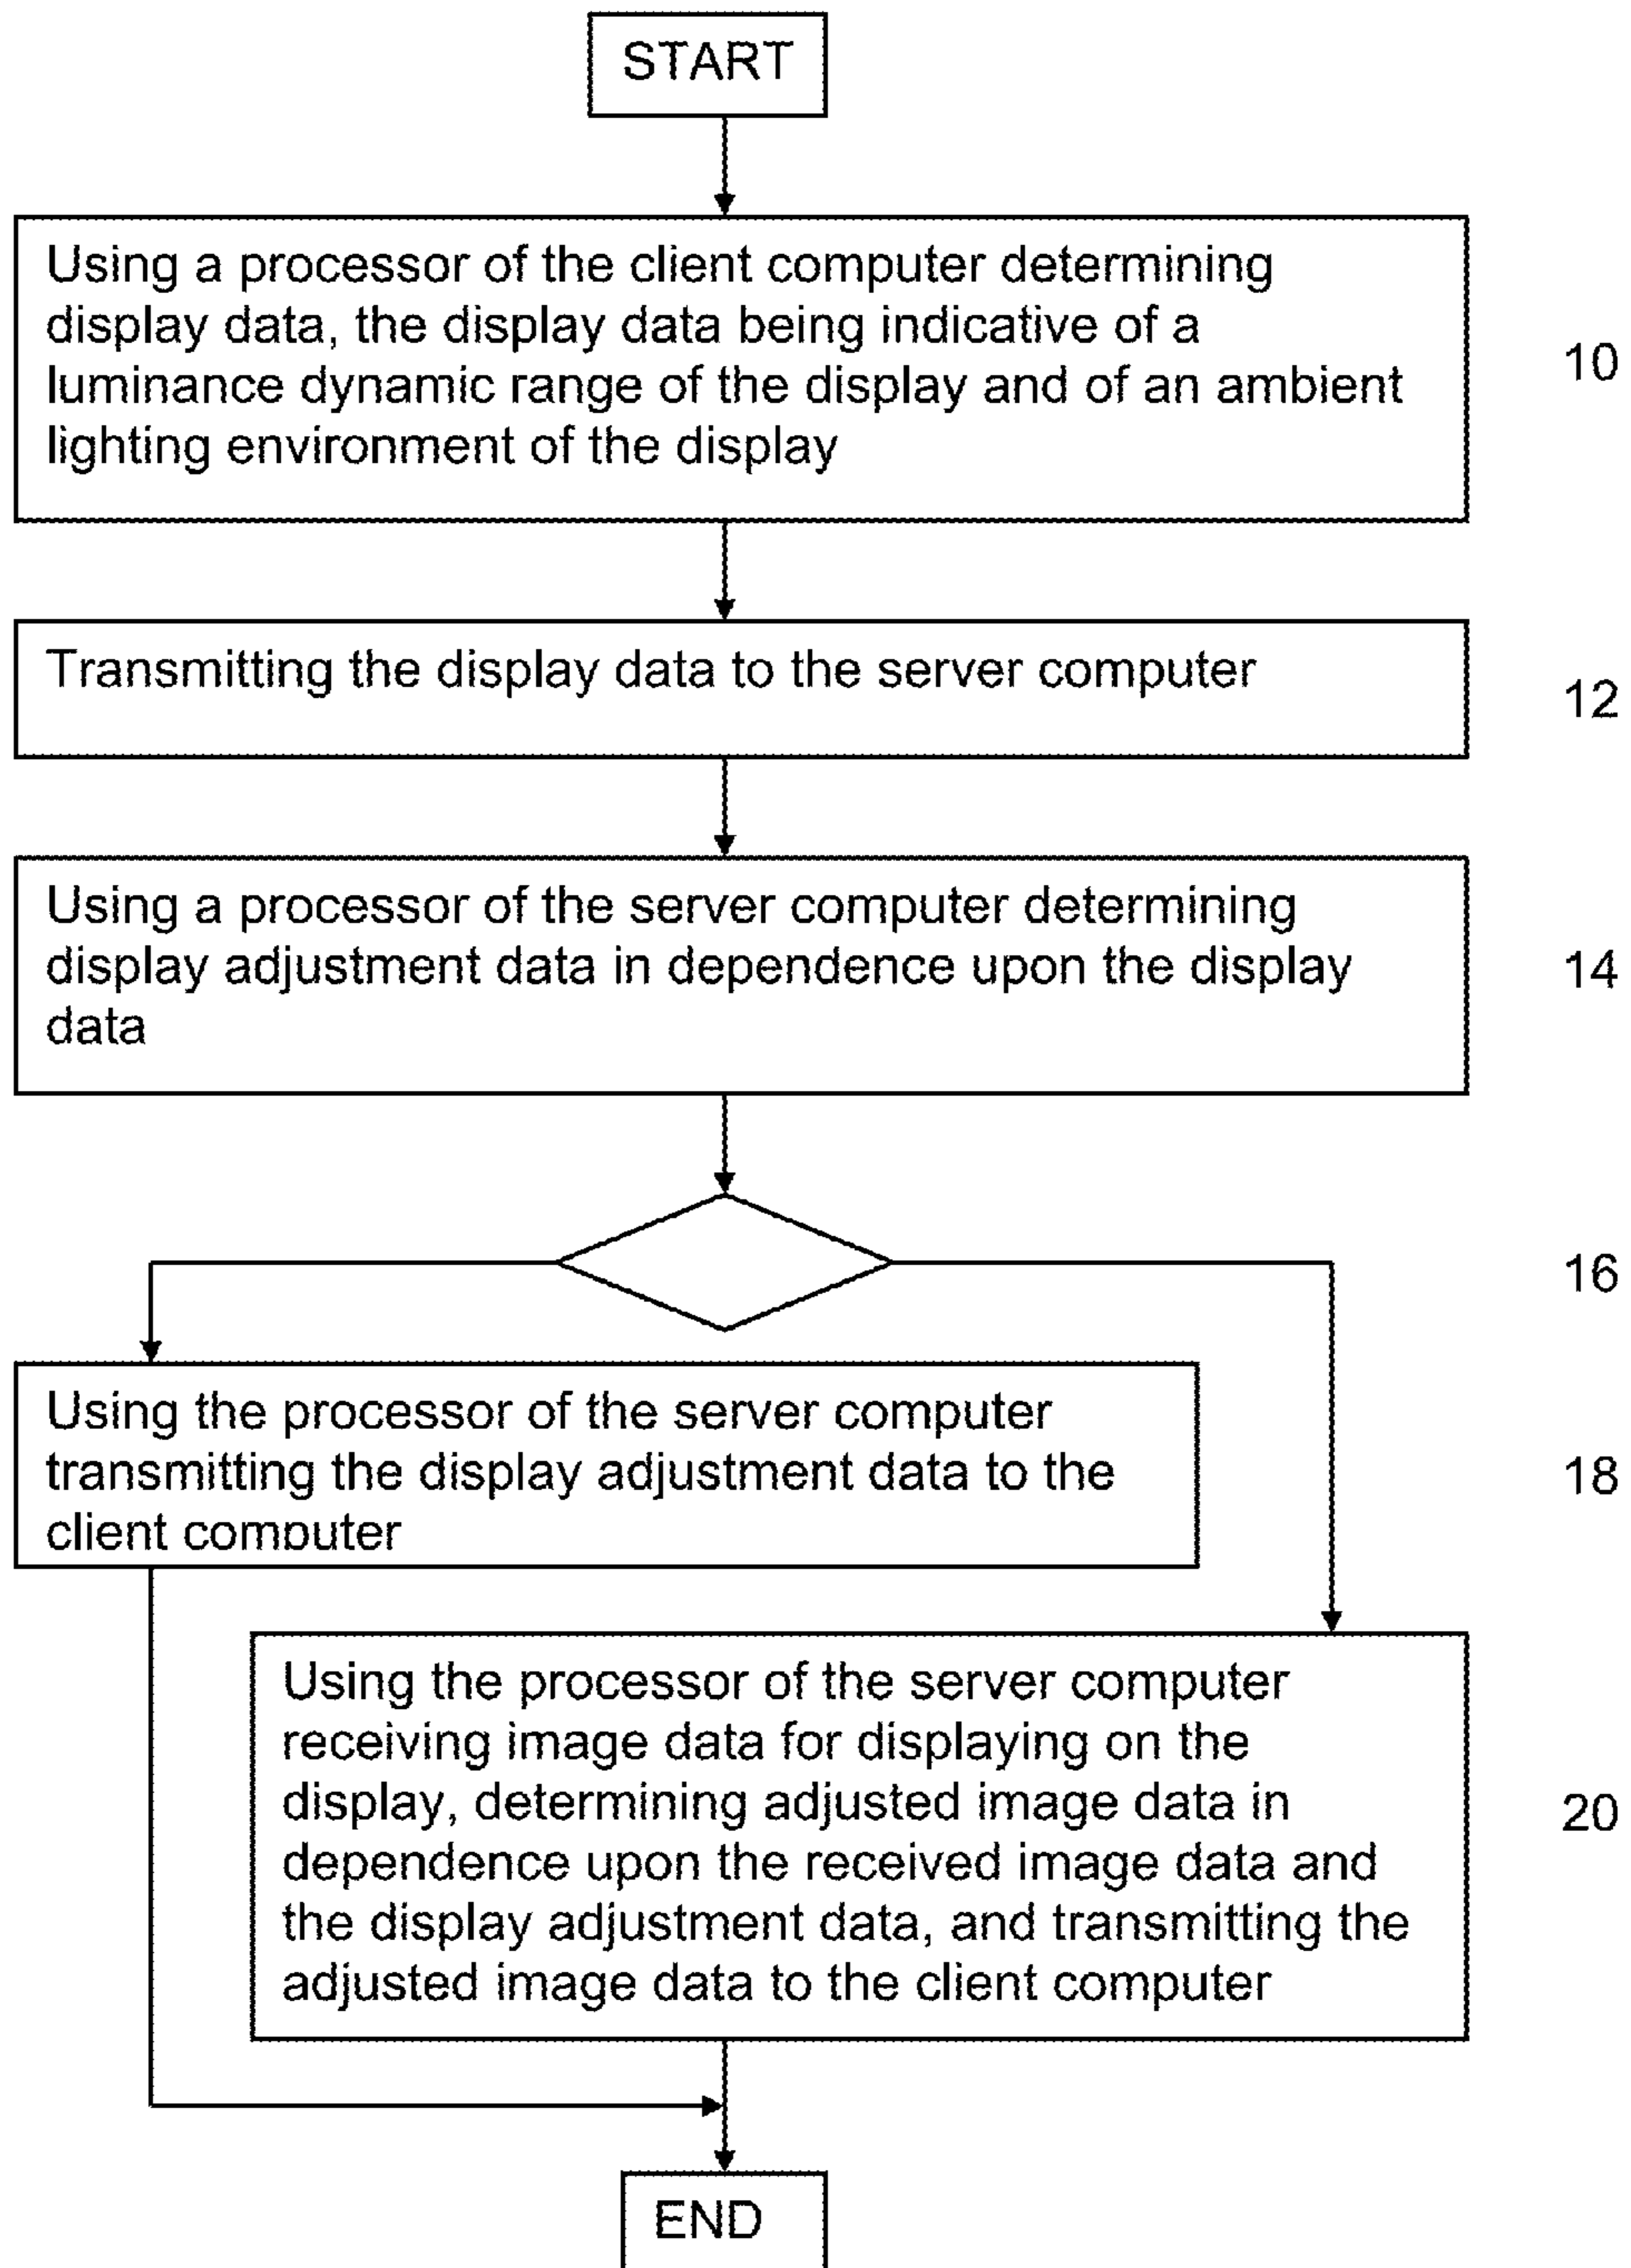 START
Using a processor of the client computer determining
display data, the display data being indicative of a
luminance dynamic range of the display and of an ambient
lighting environment of the display
10
Transmitting the display data to the server computer
12
Using a processor of the server computer determining
display adjustment data in dependence upon the display
data
14
16
Using the processor of the server computer
transmitting the display adjustment data to the
client computer
18
Using the processor of the server computer
receiving image data for displaying on the
display, determining adjusted image data in
dependence upon the received image data and
the display adjustment data, and transmitting the
adjusted image data to the client computer
20
END